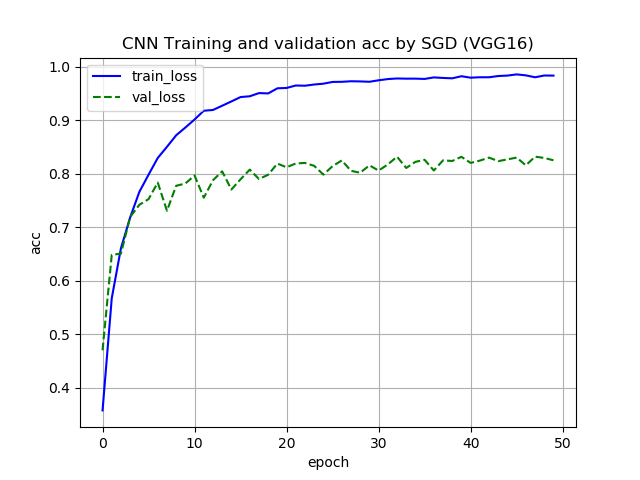 CNN Training and validation acc by SGD (VGG16)
train_loss
val_loss
1.0
0.9
0.8
0.7
0.6
0.5
0.4
acc
0 10 20 30 40 50
epoch